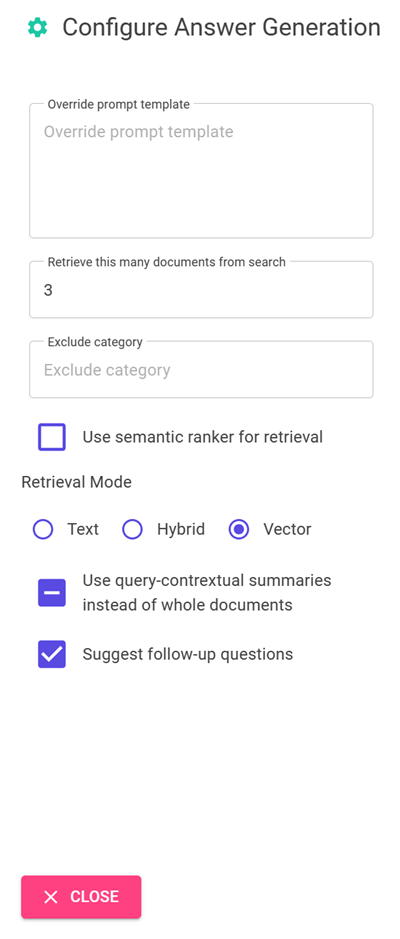 Configure Answer Generation
Override prompt template
Override prompt template
Retrieve this many documents from search
3
Exclude category
Exclude category
Use semantic ranker for retrieval
Retrieval Mode
Text Hybrid Vector
Use query-contrextual summaries
instead of whole documents
Suggest follow-up questions
CLOSE